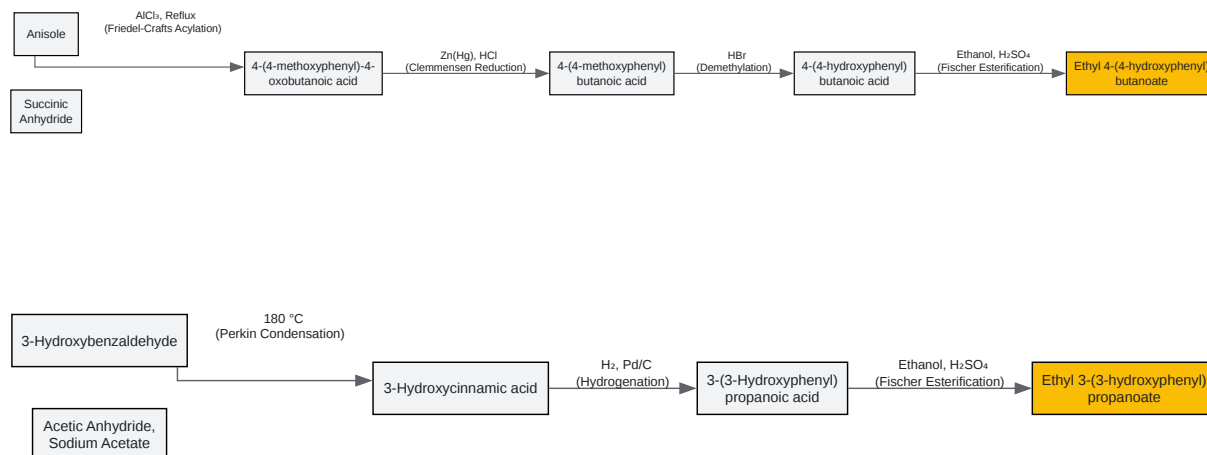 Anisole
AlCl₃, Reflux
(Friedel-Crafts Acylation)
Succinic
Anhydride
4-(4-methoxyphenyl)-4-
oxobutanoic acid
Zn(Hg), HCl
(Clemmensen Reduction)
4-(4-methoxyphenyl)
butanoic acid
HBr
(Demethylation)
4-(4-hydroxyphenyl)
butanoic acid
Ethanol, H₂SO₄
(Fischer Esterification)
Ethyl 4-(4-hydroxyphenyl)
butanoate
3-Hydroxybenzaldehyde
180 °C
(Perkin Condensation)
Acetic Anhydride,
Sodium Acetate
3-Hydroxycinnamic acid
H₂, Pd/C
(Hydrogenation)
3-(3-Hydroxyphenyl)
propanoic acid
Ethanol, H₂SO₄
(Fischer Esterification)
Ethyl 3-(3-hydroxyphenyl)
propanoate